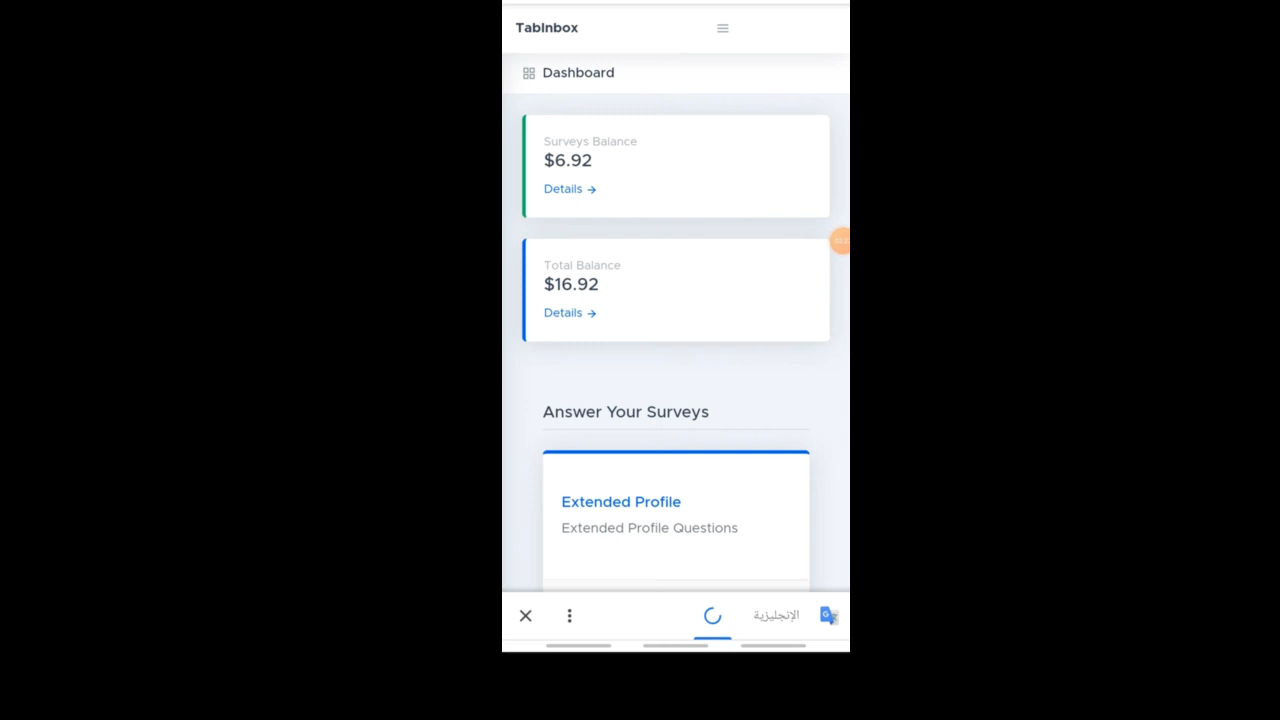 TabInbox
Dashboard
Surveys Balance
$6.92
Details →
Total Balance
$16.92
Details →
Answer Your Surveys
Extended Profile
Extended Profile Questions
الإنجليزية